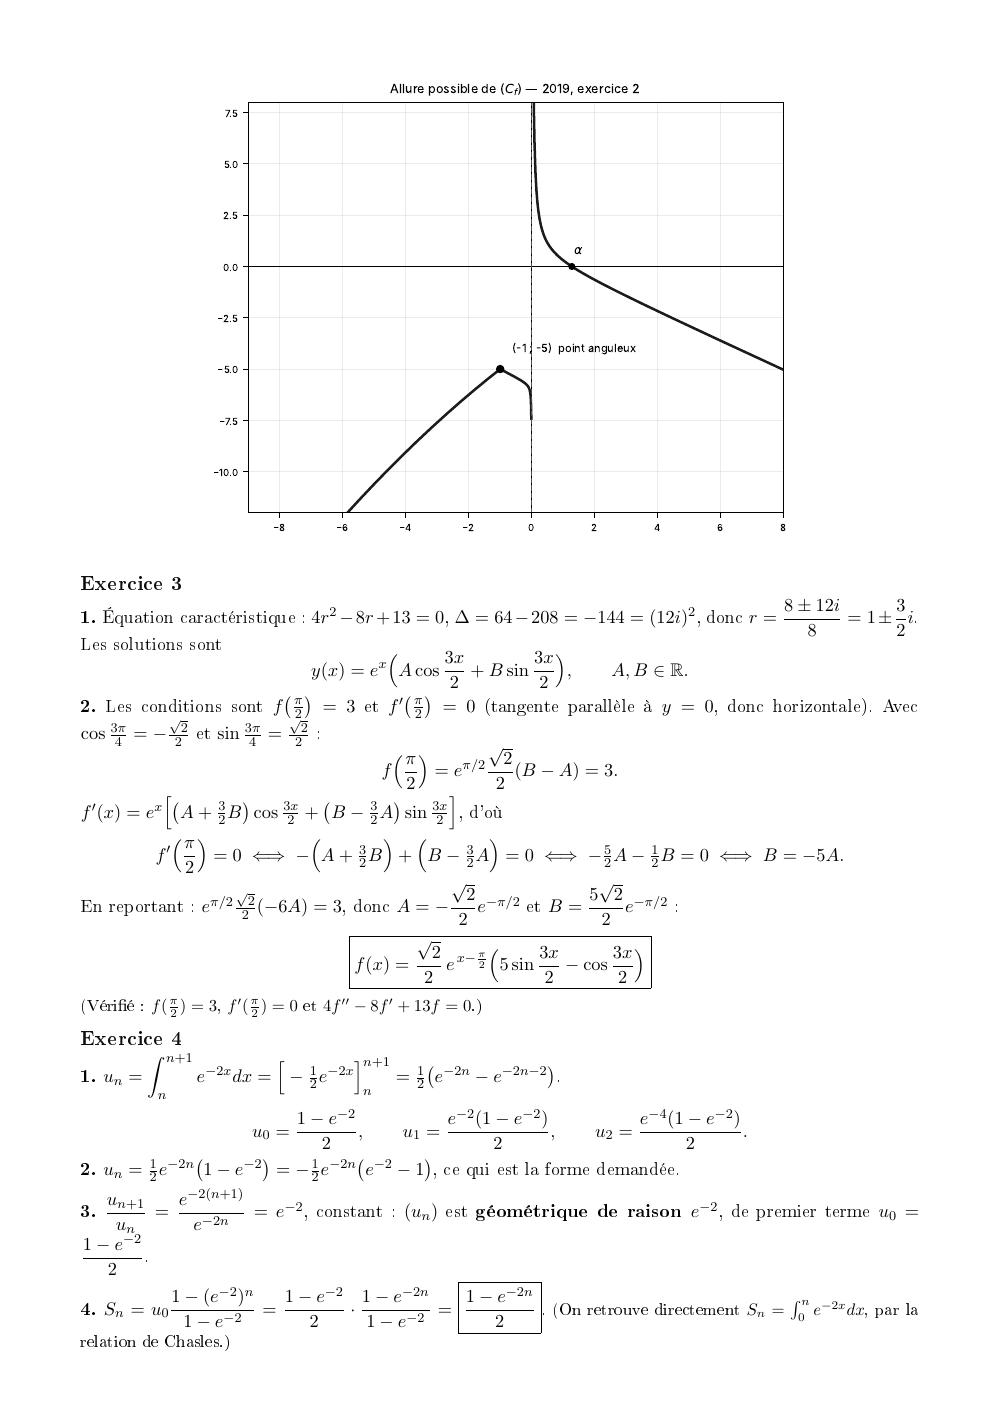 Allure possible de (C_f) — 2019, exercice 2
7.5
5.0
2.5
0.0
−2.5
−5.0
−7.5
−10.0
α
(-1 ; -5) point anguleux
−8 −6 −4 −2 0 2 4 6 8
Exercice 3
1. Équation caractéristique : 4r² − 8r + 13 = 0, Δ = 64 − 208 = −144 = (12i)², donc r = (8 ± 12i)/8 = 1 ± (3/2)i.
Les solutions sont
y(x) = e^x(A cos 3x/2 + B sin 3x/2), A, B ∈ ℝ.
2. Les conditions sont f(π/2) = 3 et f′(π/2) = 0 (tangente parallèle à y = 0, donc horizontale). Avec
cos 3π/4 = −√2/2 et sin 3π/4 = √2/2 :
f(π/2) = e^{π/2} √2/2 (B − A) = 3.
f′(x) = e^x[(A + 3/2 B) cos 3x/2 + (B − 3/2 A) sin 3x/2], d'où
f′(π/2) = 0 ⟺ −(A + 3/2 B) + (B − 3/2 A) = 0 ⟺ −5/2 A − 1/2 B = 0 ⟺ B = −5A.
En reportant : e^{π/2} √2/2 (−6A) = 3, donc A = −√2/2 e^{−π/2} et B = 5√2/2 e^{−π/2} :
f(x) = √2/2 e^{x−π/2}(5 sin 3x/2 − cos 3x/2)
(Vérifié : f(π/2) = 3, f′(π/2) = 0 et 4f″ − 8f′ + 13f = 0.)
Exercice 4
1. u_n = ∫_n^{n+1} e^{−2x}dx = [−1/2 e^{−2x}]_n^{n+1} = 1/2(e^{−2n} − e^{−2n−2}).
u_0 = (1 − e^{−2})/2, u_1 = e^{−2}(1 − e^{−2})/2, u_2 = e^{−4}(1 − e^{−2})/2.
2. u_n = 1/2 e^{−2n}(1 − e^{−2}) = −1/2 e^{−2n}(e^{−2} − 1), ce qui est la forme demandée.
3. u_{n+1}/u_n = e^{−2(n+1)}/e^{−2n} = e^{−2}, constant : (u_n) est géométrique de raison e^{−2}, de premier terme u_0 =
(1 − e^{−2})/2.
4. S_n = u_0 (1 − (e^{−2})^n)/(1 − e^{−2}) = (1 − e^{−2})/2 · (1 − e^{−2n})/(1 − e^{−2}) = (1 − e^{−2n})/2. (On retrouve directement S_n = ∫_0^n e^{−2x}dx, par la
relation de Chasles.)